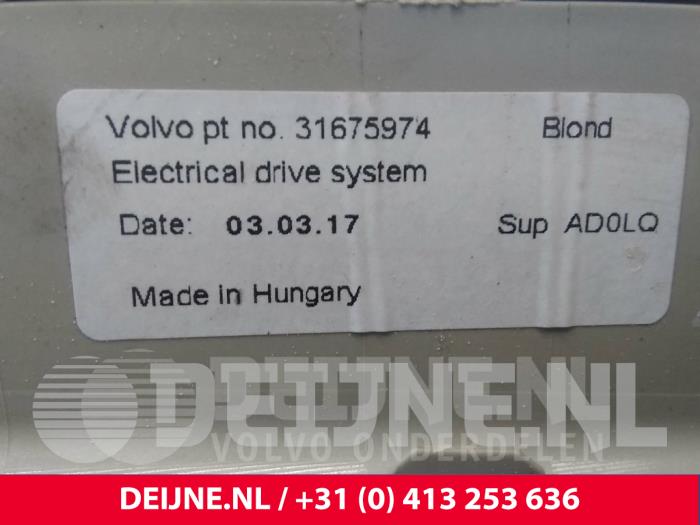 Volvo pt no. 31675974 Blond
Electrical drive system
Date: 03.03.17 Sup AD0LQ
Made in Hungary
DEIJNE.NL
VOLVO ONDERDELEN
DEIJNE.NL / +31 (0) 413 253 636